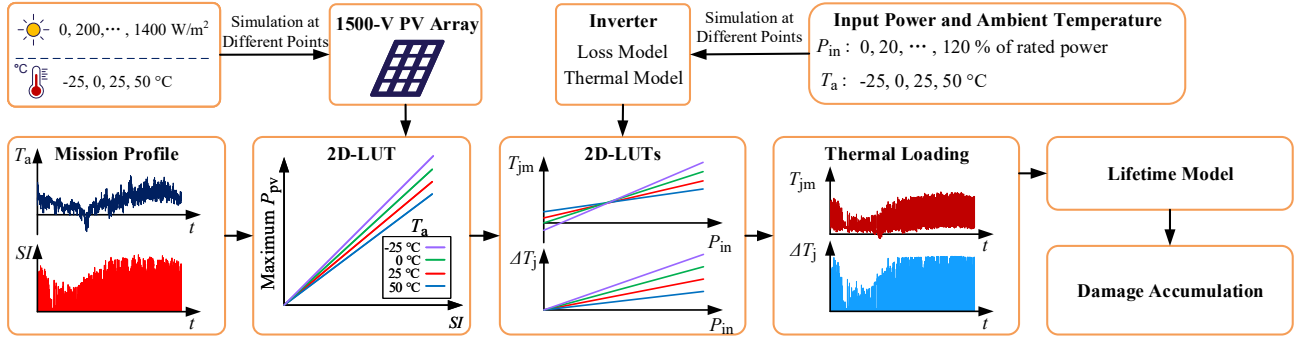 0, 200,··· , 1400 W/m²
°C
-25, 0, 25, 50 °C
Simulation at
Different Points
1500-V PV Array
Inverter
Loss Model
Thermal Model
Simulation at
Different Points
Input Power and Ambient Temperature
Pin : 0, 20, ··· , 120 % of rated power
Ta : -25, 0, 25, 50 °C
Mission Profile
Ta
t
SI
t
2D-LUT
Maximum Ppv
Ta
-25 °C
0 °C
25 °C
50 °C
SI
2D-LUTs
Tjm
Pin
ΔTj
Pin
Thermal Loading
Tjm
t
ΔTj
t
Lifetime Model
Damage Accumulation